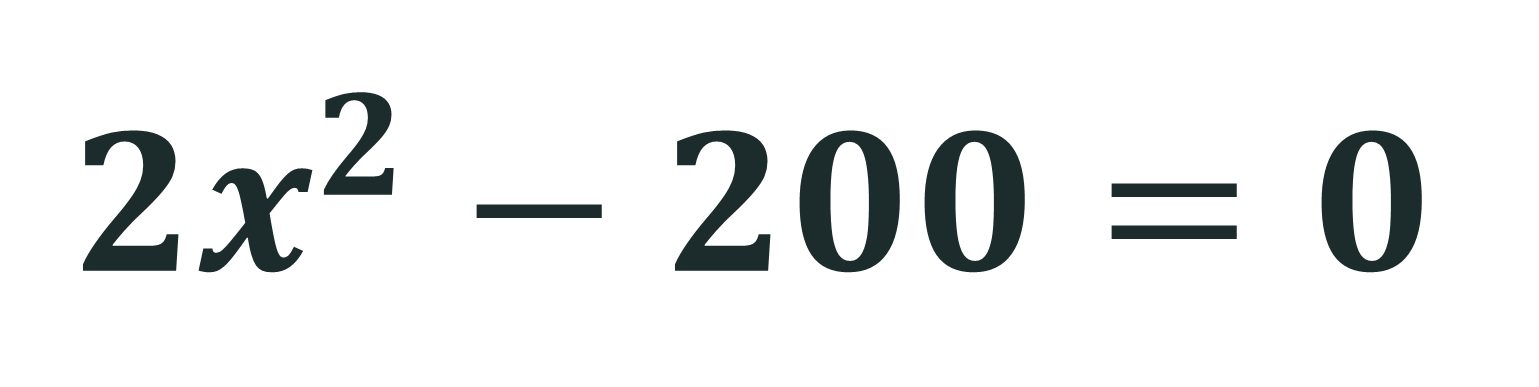 2x² − 200 = 0